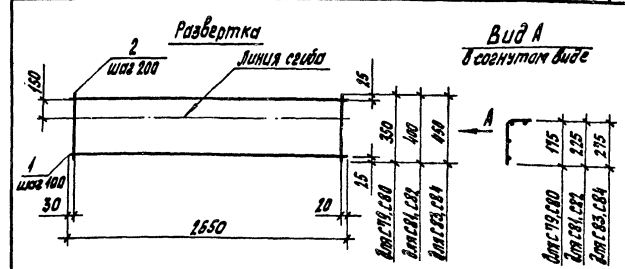 Развертка
Вид А
в согнутом виде
2
шаг 200
Линия сгиба
150
25
А
350
400
450
175
225
275
1
шаг 100
25
30
20
2650
для С79, С80
для С81, С82
для С83, С84
для С79, С80
для С81, С82
для С83, С84